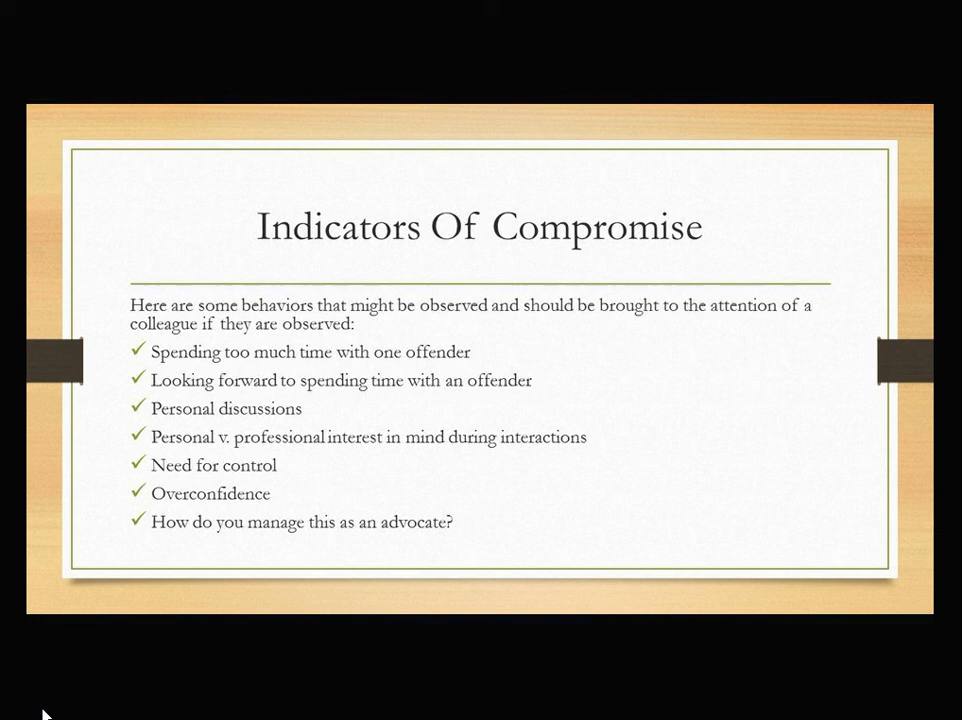 Indicators Of Compromise
Here are some behaviors that might be observed and should be brought to the attention of a
colleague if they are observed:
✓ Spending too much time with one offender
✓ Looking forward to spending time with an offender
✓ Personal discussions
✓ Personal v. professional interest in mind during interactions
✓ Need for control
✓ Overconfidence
✓ How do you manage this as an advocate?